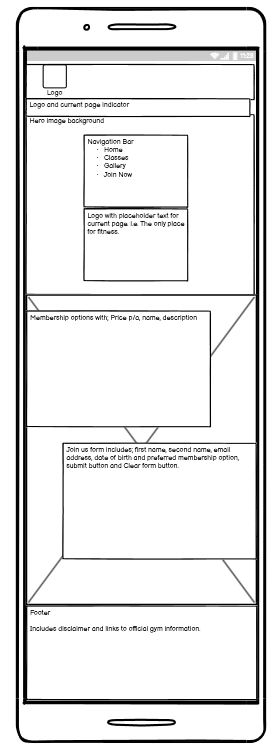 11:23
Logo
Logo and current page indicator
Hero image background
Navigation Bar
· Home
· Classes
· Gallery
· Join Now
Logo with placeholder text for
current page. i.e. The only place
for fitness.
Membership options with; Price p/a, name, description
Join us form includes; first name, second name, email
address, date of birth and preferred membership option,
submit button and Clear form button.
Footer
Includes disclaimer and links to official gym information.